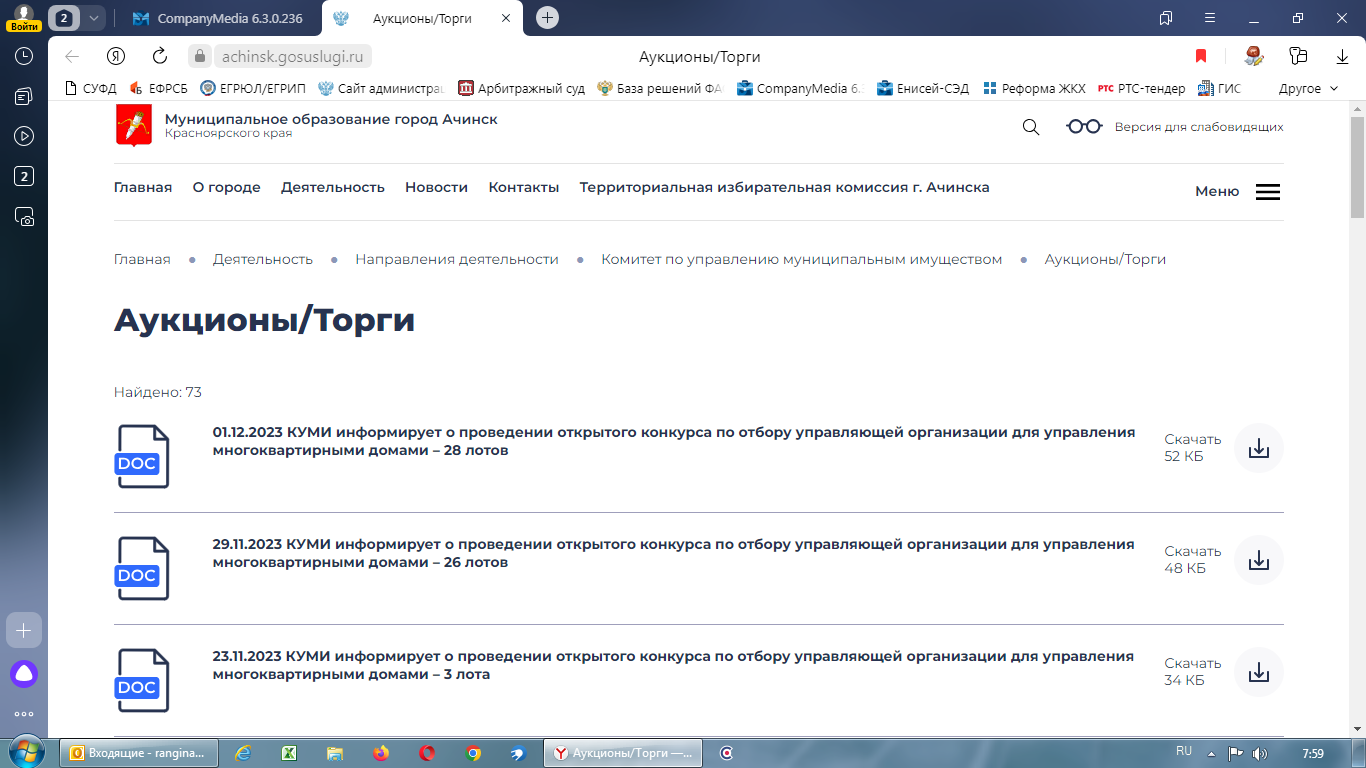 Войти
2
CompanyMedia 6.3.0.236
Аукционы/Торги
achinsk.gosuslugi.ru
Аукционы/Торги
СУФД
ЕФРСБ
ЕГРЮЛ/ЕГРИП
Сайт администра
Арбитражный суд
База решений ФА
CompanyMedia 6.
Енисей-СЭД
Реформа ЖКХ
РТС РТС-тендер
ГИС
Другое
2
Муниципальное образование город Ачинск
Красноярского края
Версия для слабовидящих
Главная О городе Деятельность Новости Контакты Территориальная избирательная комиссия г. Ачинска
Меню
Главная • Деятельность • Направления деятельности • Комитет по управлению муниципальным имуществом • Аукционы/Торги
Аукционы/Торги
Найдено: 73
DOC
01.12.2023 КУМИ информирует о проведении открытого конкурса по отбору управляющей организации для управления
многоквартирными домами – 28 лотов
Скачать
52 КБ
DOC
29.11.2023 КУМИ информирует о проведении открытого конкурса по отбору управляющей организации для управления
многоквартирными домами – 26 лотов
Скачать
48 КБ
DOC
23.11.2023 КУМИ информирует о проведении открытого конкурса по отбору управляющей организации для управления
многоквартирными домами – 3 лота
Скачать
34 КБ
Входящие - rangina...
Аукционы/Торги —...
RU
7:59